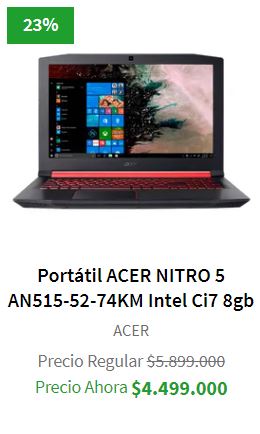 23%
Portátil ACER NITRO 5
AN515-52-74KM Intel Ci7 8gb
ACER
Precio Regular $5.899.000
Precio Ahora $4.499.000